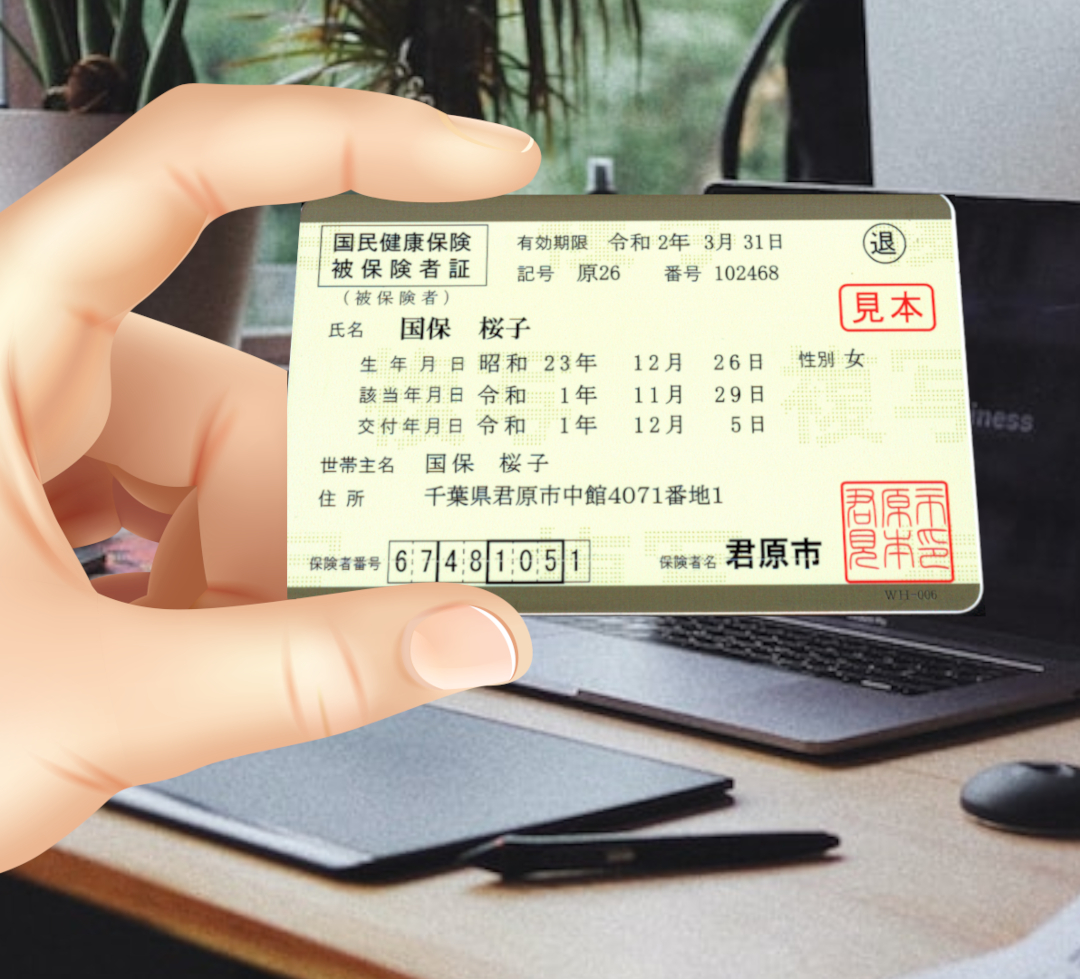 国民健康保険
被保険者証
有効期限 令和 2年 3月 31日
退
記号 原26 番号 102468
(被保険者)
見本
氏名 国保 桜子
生年月日 昭和 23年 12月 26日 性別 女
該当年月日 令和 1年 11月 29日
交付年月日 令和 1年 12月 5日
世帯主名 国保 桜子
住所 千葉県君原市中館4071番地1
保険者番号 67481051
保険者名 君原市
WH-006
iness